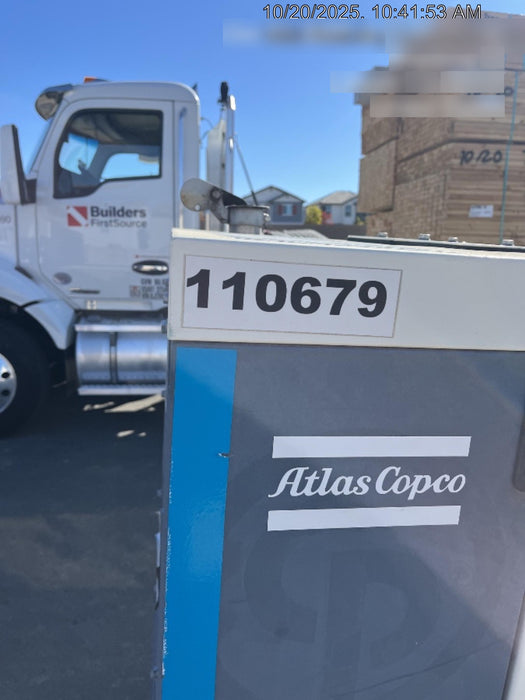 10/20/2025, 10:41:53 AM
10/20
Builders
FirstSource
110679
Atlas Copco